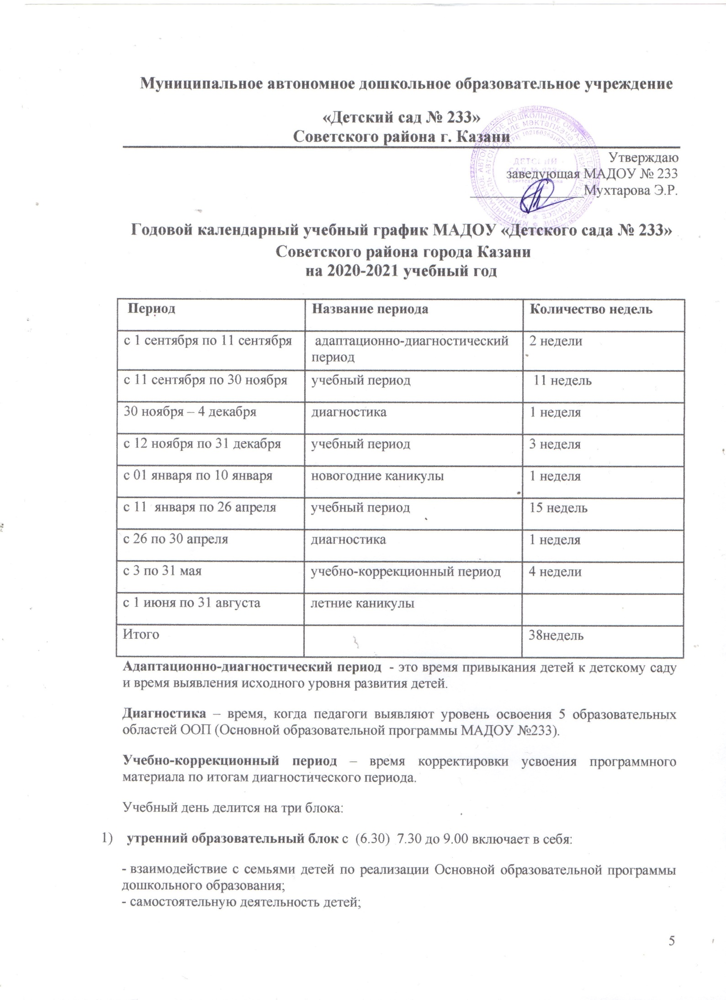 Муниципальное автономное дошкольное образовательное учреждение
«Детский сад № 233»
Советского района г. Казани
Утверждаю
заведующая МАДОУ № 233
Мухтарова Э.Р.
ДЕТСКИЙ
САД № 233
Годовой календарный учебный график МАДОУ «Детского сада № 233»
Советского района города Казани
на 2020-2021 учебный год
Период Название периода Количество недель
с 1 сентября по 11 сентября адаптационно-диагностический 2 недели
период
с 11 сентября по 30 ноября учебный период 11 недель
30 ноября – 4 декабря диагностика 1 неделя
с 12 ноября по 31 декабря учебный период 3 неделя
с 01 января по 10 января новогодние каникулы 1 неделя
с 11 января по 26 апреля учебный период 15 недель
с 26 по 30 апреля диагностика 1 неделя
с 3 по 31 мая учебно-коррекционный период 4 недели
с 1 июня по 31 августа летние каникулы
Итого 38недель
Адаптационно-диагностический период - это время привыкания детей к детскому саду
и время выявления исходного уровня развития детей.
Диагностика – время, когда педагоги выявляют уровень освоения 5 образовательных
областей ООП (Основной образовательной программы МАДОУ №233).
Учебно-коррекционный период – время корректировки усвоения программного
материала по итогам диагностического периода.
Учебный день делится на три блока:
1) утренний образовательный блок с (6.30) 7.30 до 9.00 включает в себя:
- взаимодействие с семьями детей по реализации Основной образовательной программы
дошкольного образования;
- самостоятельную деятельность детей;
5